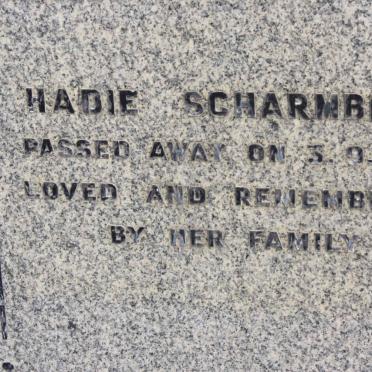 HADIE SCHARMB
PASSED AWAY ON 3.9.
LOVED AND REMEMB
BY HER FAMILY